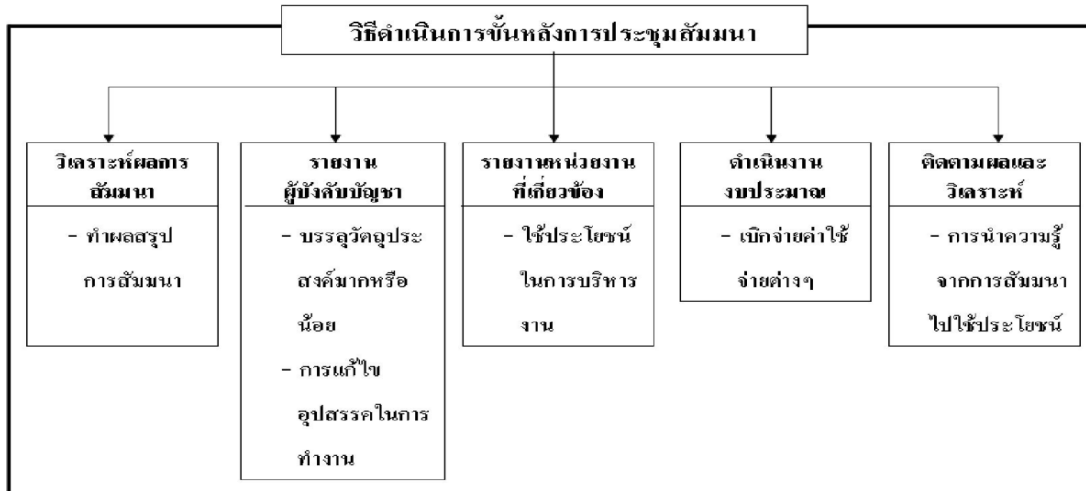 วิธีดำเนินการขั้นหลังการประชุมสัมมนา
วิเคราะห์ผลการ
สัมมนา
- ทำผลสรุป
การสัมมนา
รายงาน
ผู้บังคับบัญชา
- บรรลุวัตถุประ
สงค์มากหรือ
น้อย
- การแก้ไข
อุปสรรคในการ
ทำงาน
รายงานหน่วยงาน
ที่เกี่ยวข้อง
- ใช้ประโยชน์
ในการบริหาร
งาน
ดำเนินงาน
งบประมาณ
- เบิกจ่ายค่าใช้
จ่ายต่างๆ
ติดตามผลและ
วิเคราะห์
- การนำความรู้
จากการสัมมนา
ไปใช้ประโยชน์